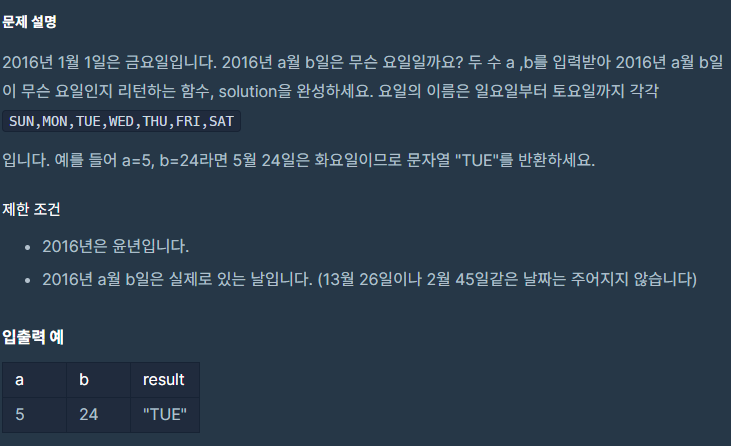 문제 설명
2016년 1월 1일은 금요일입니다. 2016년 a월 b일은 무슨 요일일까요? 두 수 a ,b를 입력받아 2016년 a월 b일
이 무슨 요일인지 리턴하는 함수, solution을 완성하세요. 요일의 이름은 일요일부터 토요일까지 각각
SUN,MON,TUE,WED,THU,FRI,SAT
입니다. 예를 들어 a=5, b=24라면 5월 24일은 화요일이므로 문자열 "TUE"를 반환하세요.
제한 조건
• 2016년은 윤년입니다.
• 2016년 a월 b일은 실제로 있는 날입니다. (13월 26일이나 2월 45일같은 날짜는 주어지지 않습니다)
입출력 예
a b result
5 24 "TUE"